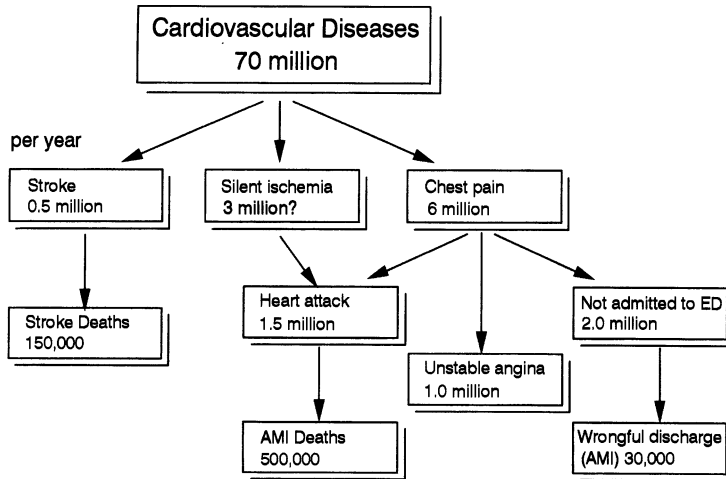 Cardiovascular Diseases
70 million
per year
Stroke
0.5 million
Silent ischemia
3 million?
Chest pain
6 million
Stroke Deaths
150,000
Heart attack
1.5 million
Not admitted to ED
2.0 million
Unstable angina
1.0 million
AMI Deaths
500,000
Wrongful discharge
(AMI) 30,000